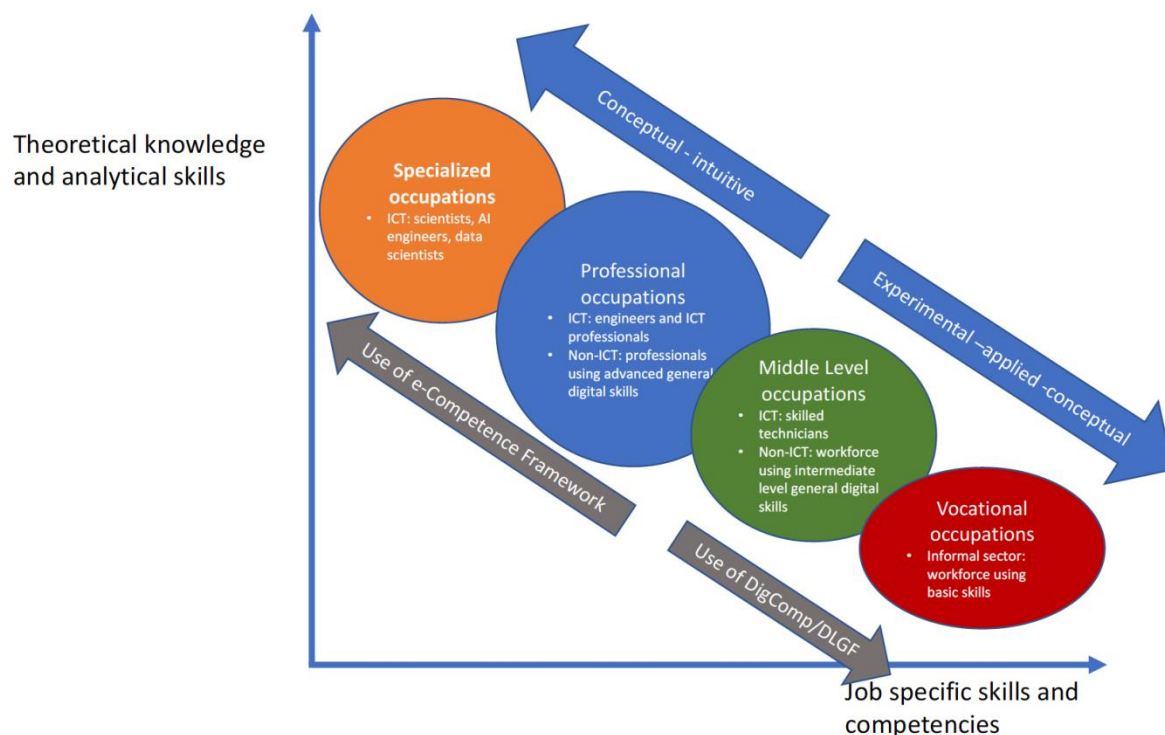 Theoretical knowledge
and analytical skills
Conceptual - intuitive
Specialized
occupations
• ICT: scientists, AI
engineers, data
scientists
Professional
occupations
• ICT: engineers and ICT
professionals
• Non-ICT: professionals
using advanced general
digital skills
Experimental –applied -conceptual
Middle Level
occupations
• ICT: skilled
technicians
• Non-ICT: workforce
using intermediate
level general digital
skills
Use of e-Competence Framework
Vocational
occupations
• Informal sector:
workforce using
basic skills
Use of DigComp/DLGF
Job specific skills and
competencies